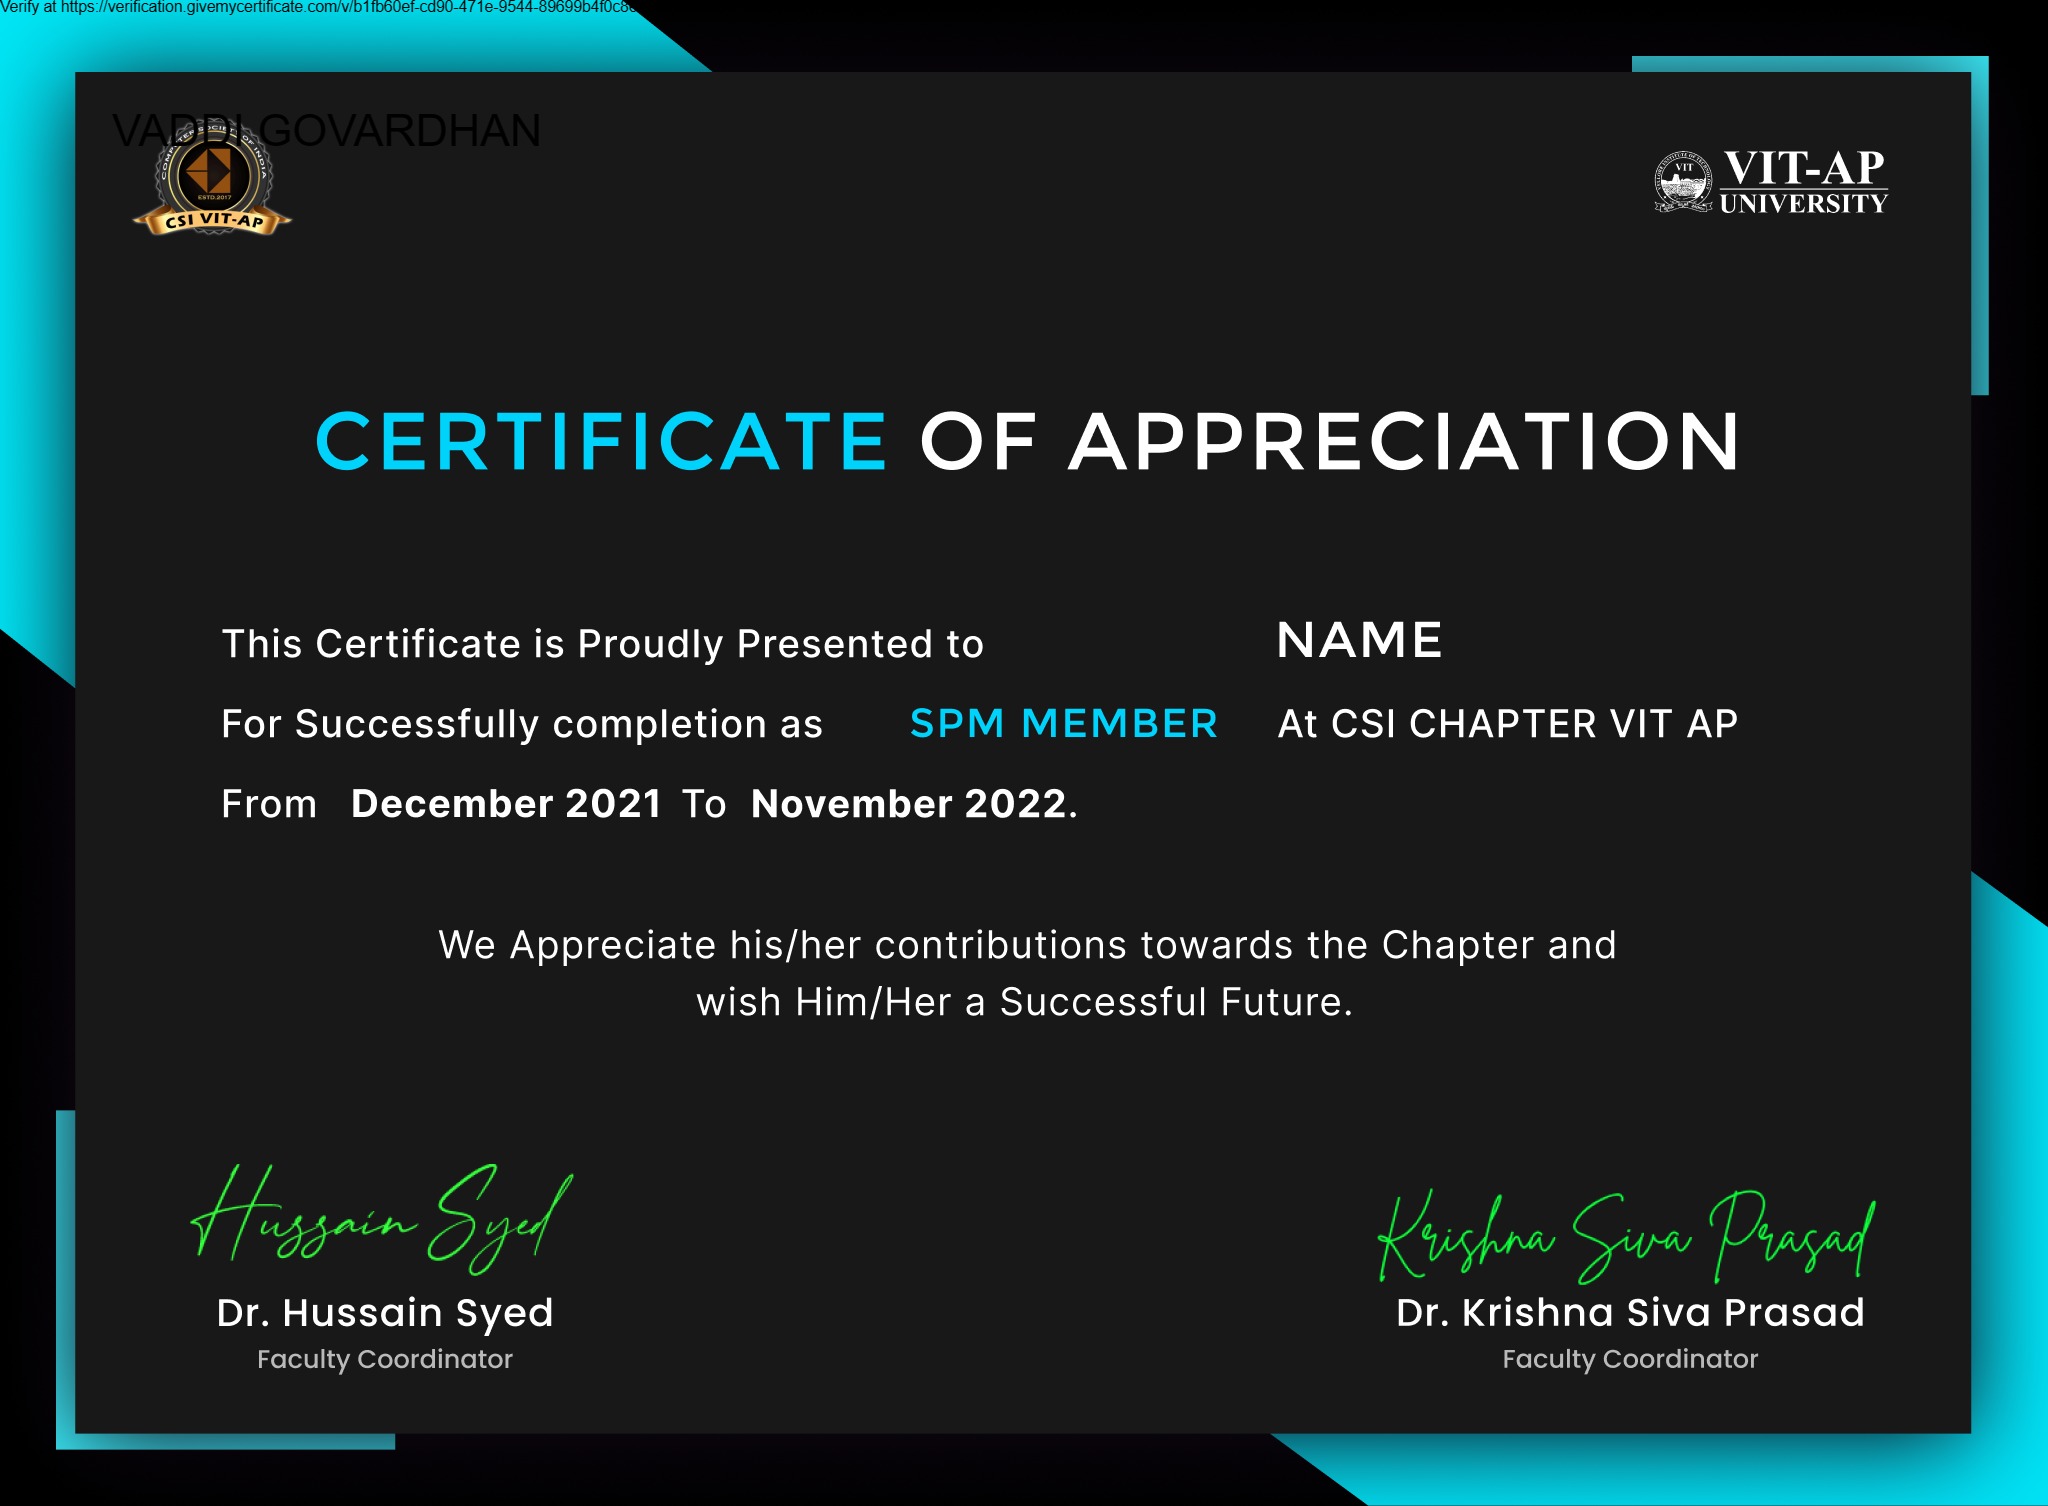 Verify at https://verification.givemycertificate.com/v/b1fb60ef-cd90-471e-9544-89699b4f0c8
VADDI GOVARDHAN
COMPUTER SOCIETY OF INDIA
ESTD.2017
CSI VIT-AP
VIT
VIT-AP
UNIVERSITY
CERTIFICATE OF APPRECIATION
This Certificate is Proudly Presented to NAME
For Successfully completion as SPM MEMBER At CSI CHAPTER VIT AP
From December 2021 To November 2022.
We Appreciate his/her contributions towards the Chapter and
wish Him/Her a Successful Future.
Hussain Syed
Krishna Siva Prasad
Dr. Hussain Syed
Dr. Krishna Siva Prasad
Faculty Coordinator
Faculty Coordinator